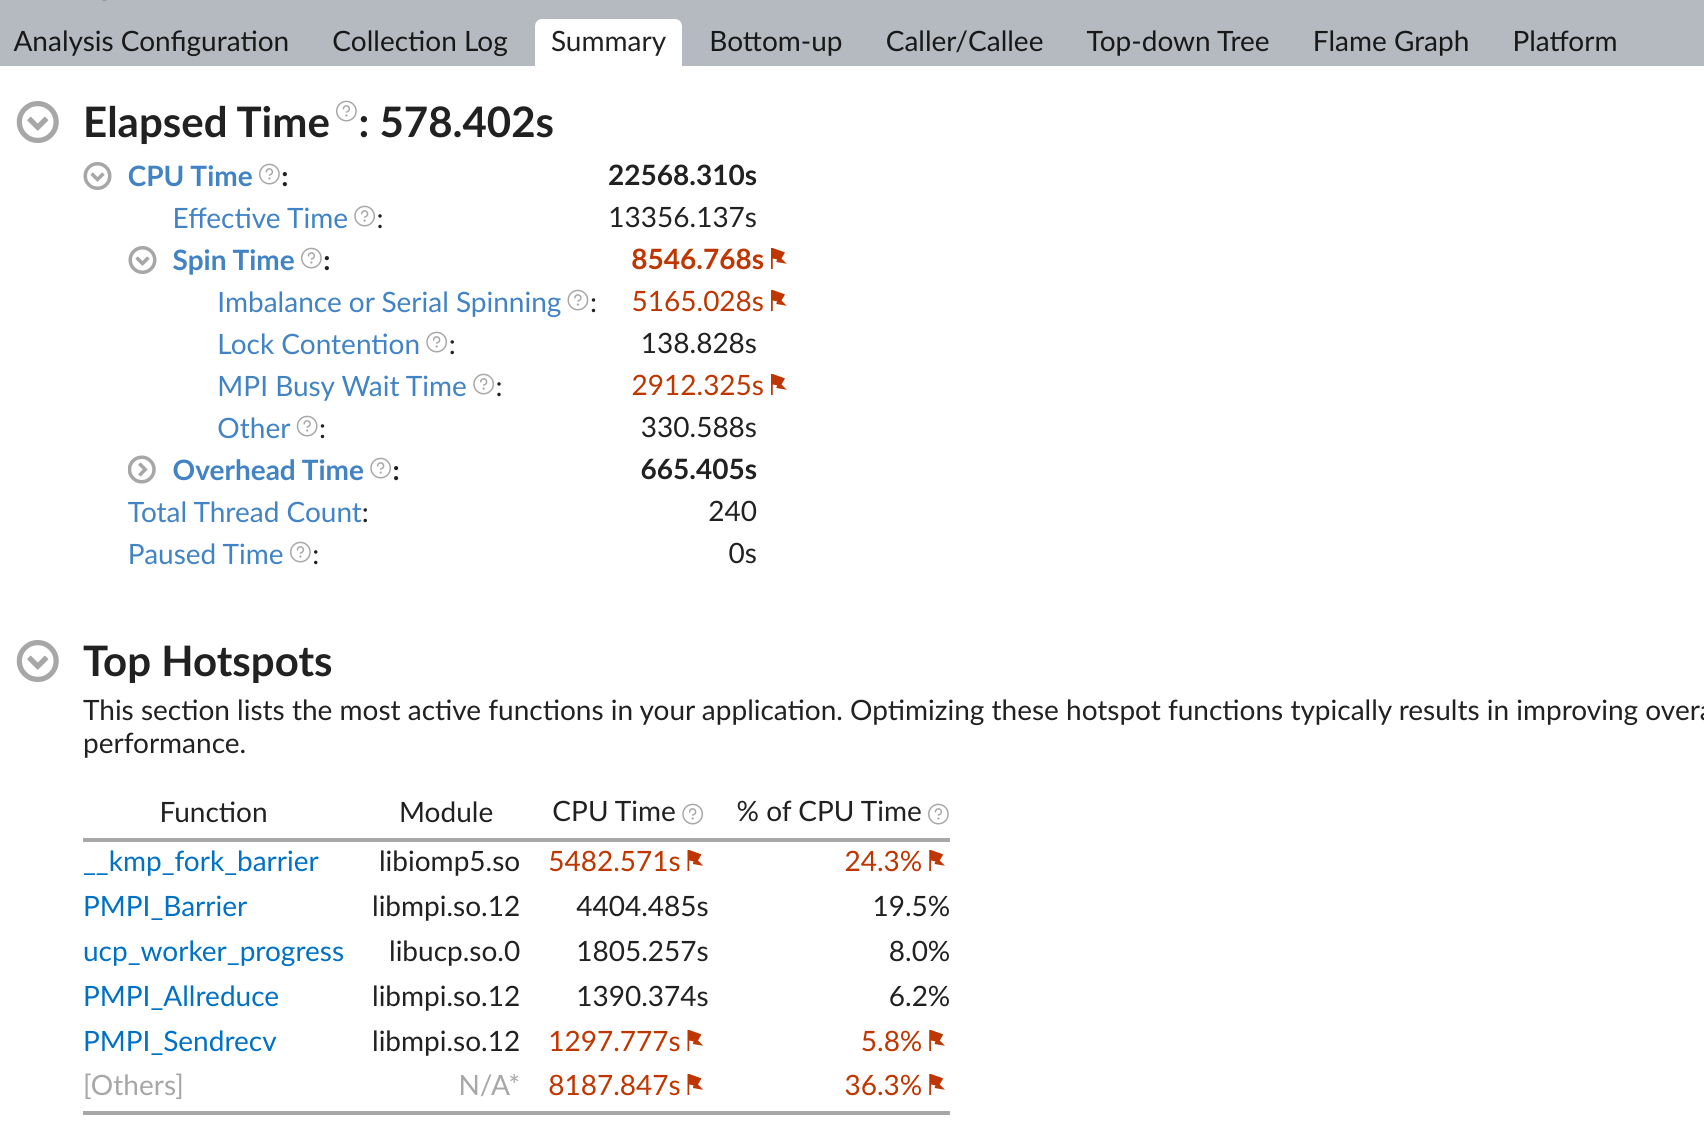 Analysis Configuration Collection Log Summary Bottom-up Caller/Callee Top-down Tree Flame Graph Platform
Elapsed Time ?: 578.402s
CPU Time ?: 22568.310s
Effective Time ?: 13356.137s
Spin Time ?: 8546.768s
Imbalance or Serial Spinning ?: 5165.028s
Lock Contention ?: 138.828s
MPI Busy Wait Time ?: 2912.325s
Other ?: 330.588s
Overhead Time ?: 665.405s
Total Thread Count: 240
Paused Time ?: 0s
Top Hotspots
This section lists the most active functions in your application. Optimizing these hotspot functions typically results in improving overa
performance.
Function Module CPU Time ? % of CPU Time ?
__kmp_fork_barrier libiomp5.so 5482.571s 24.3%
PMPI_Barrier libmpi.so.12 4404.485s 19.5%
ucp_worker_progress libucp.so.0 1805.257s 8.0%
PMPI_Allreduce libmpi.so.12 1390.374s 6.2%
PMPI_Sendrecv libmpi.so.12 1297.777s 5.8%
[Others] N/A* 8187.847s 36.3%